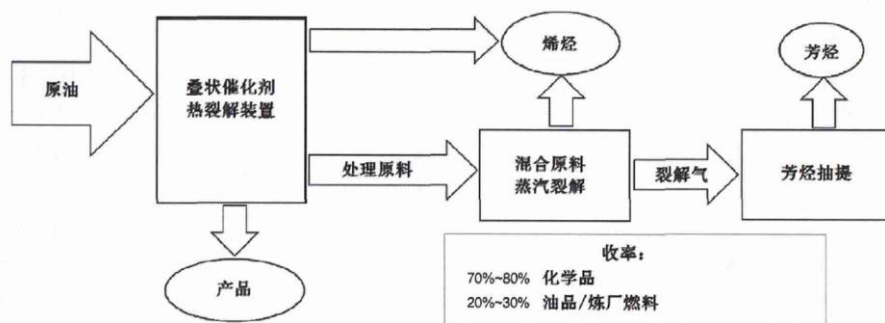 原油
叠状催化剂
热裂解装置
烯烃
芳烃
处理原料
混合原料
蒸汽裂解
裂解气
芳烃抽提
产品
收率：
70%~80% 化学品
20%~30% 油品/炼厂燃料